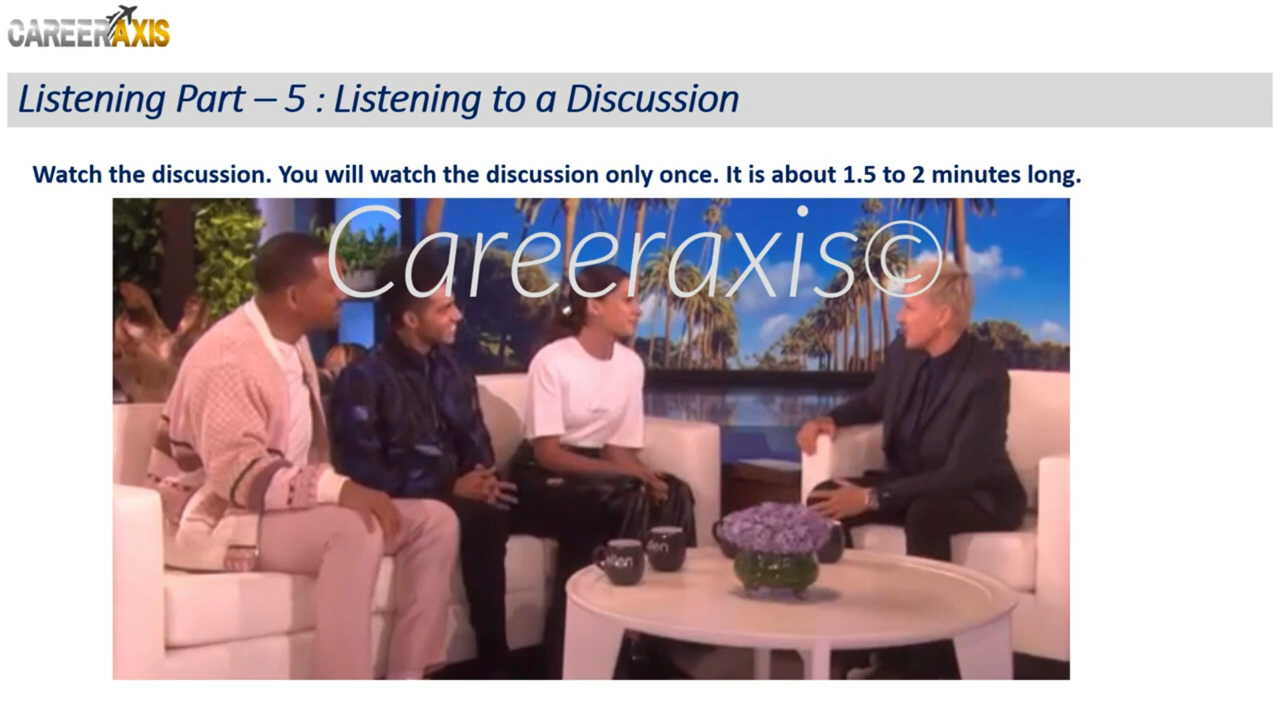 CAREERAXIS
Listening Part – 5 : Listening to a Discussion
Watch the discussion. You will watch the discussion only once. It is about 1.5 to 2 minutes long.
Careeraxis©